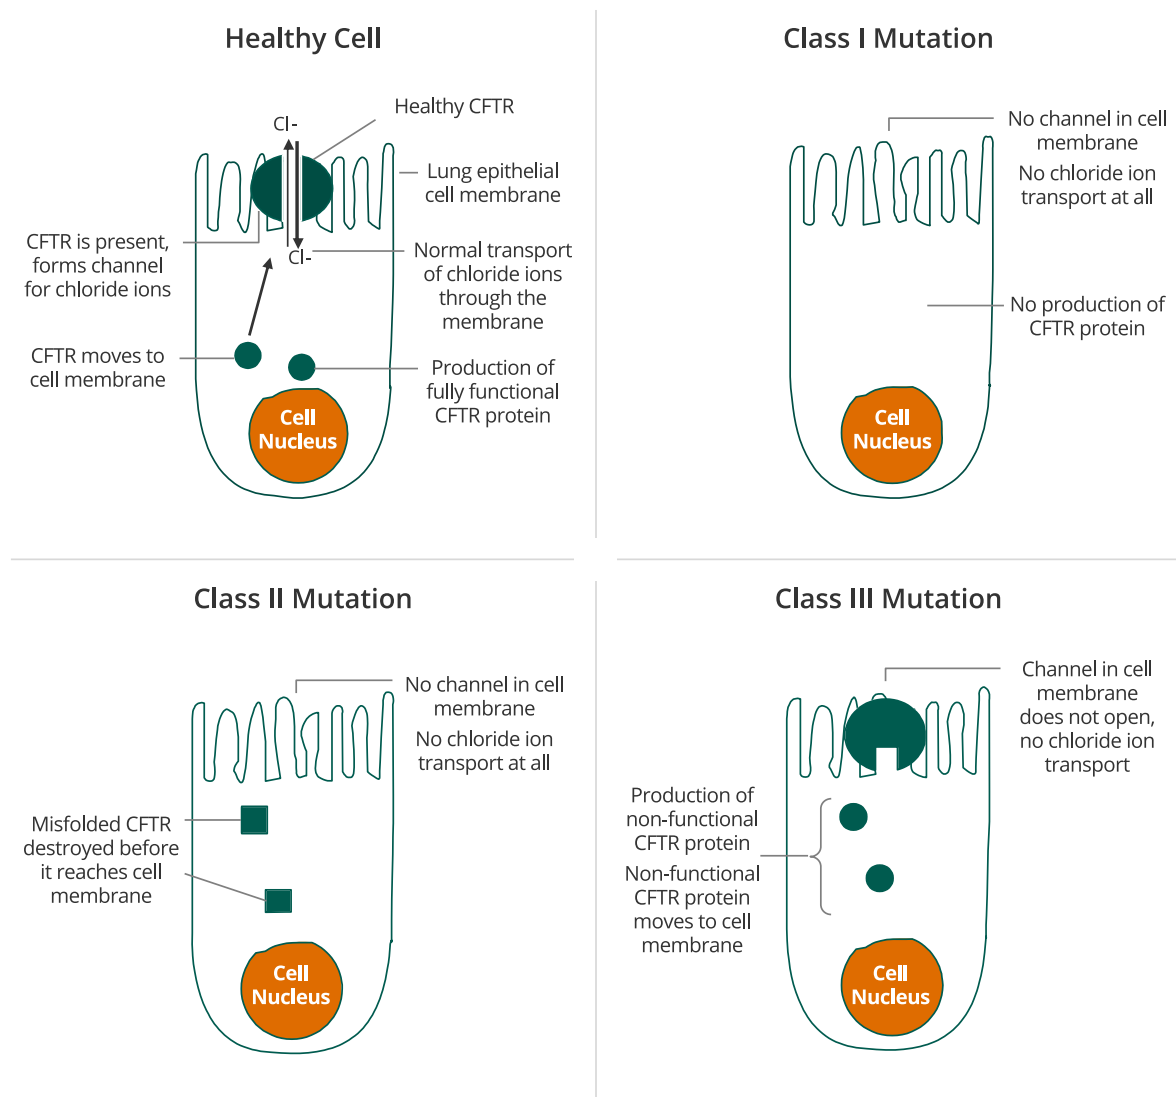 Healthy Cell
Cl-
Healthy CFTR
Lung epithelial
cell membrane
CFTR is present,
forms channel
for chloride ions
Cl-
Normal transport
of chloride ions
through the
membrane
CFTR moves to
cell membrane
Production of
fully functional
CFTR protein
Cell
Nucleus
Class I Mutation
No channel in cell
membrane
No chloride ion
transport at all
No production of
CFTR protein
Cell
Nucleus
Class II Mutation
No channel in cell
membrane
No chloride ion
transport at all
Misfolded CFTR
destroyed before
it reaches cell
membrane
Cell
Nucleus
Class III Mutation
Channel in cell
membrane
does not open,
no chloride ion
transport
Production of
non-functional
CFTR protein
Non-functional
CFTR protein
moves to cell
membrane
Cell
Nucleus